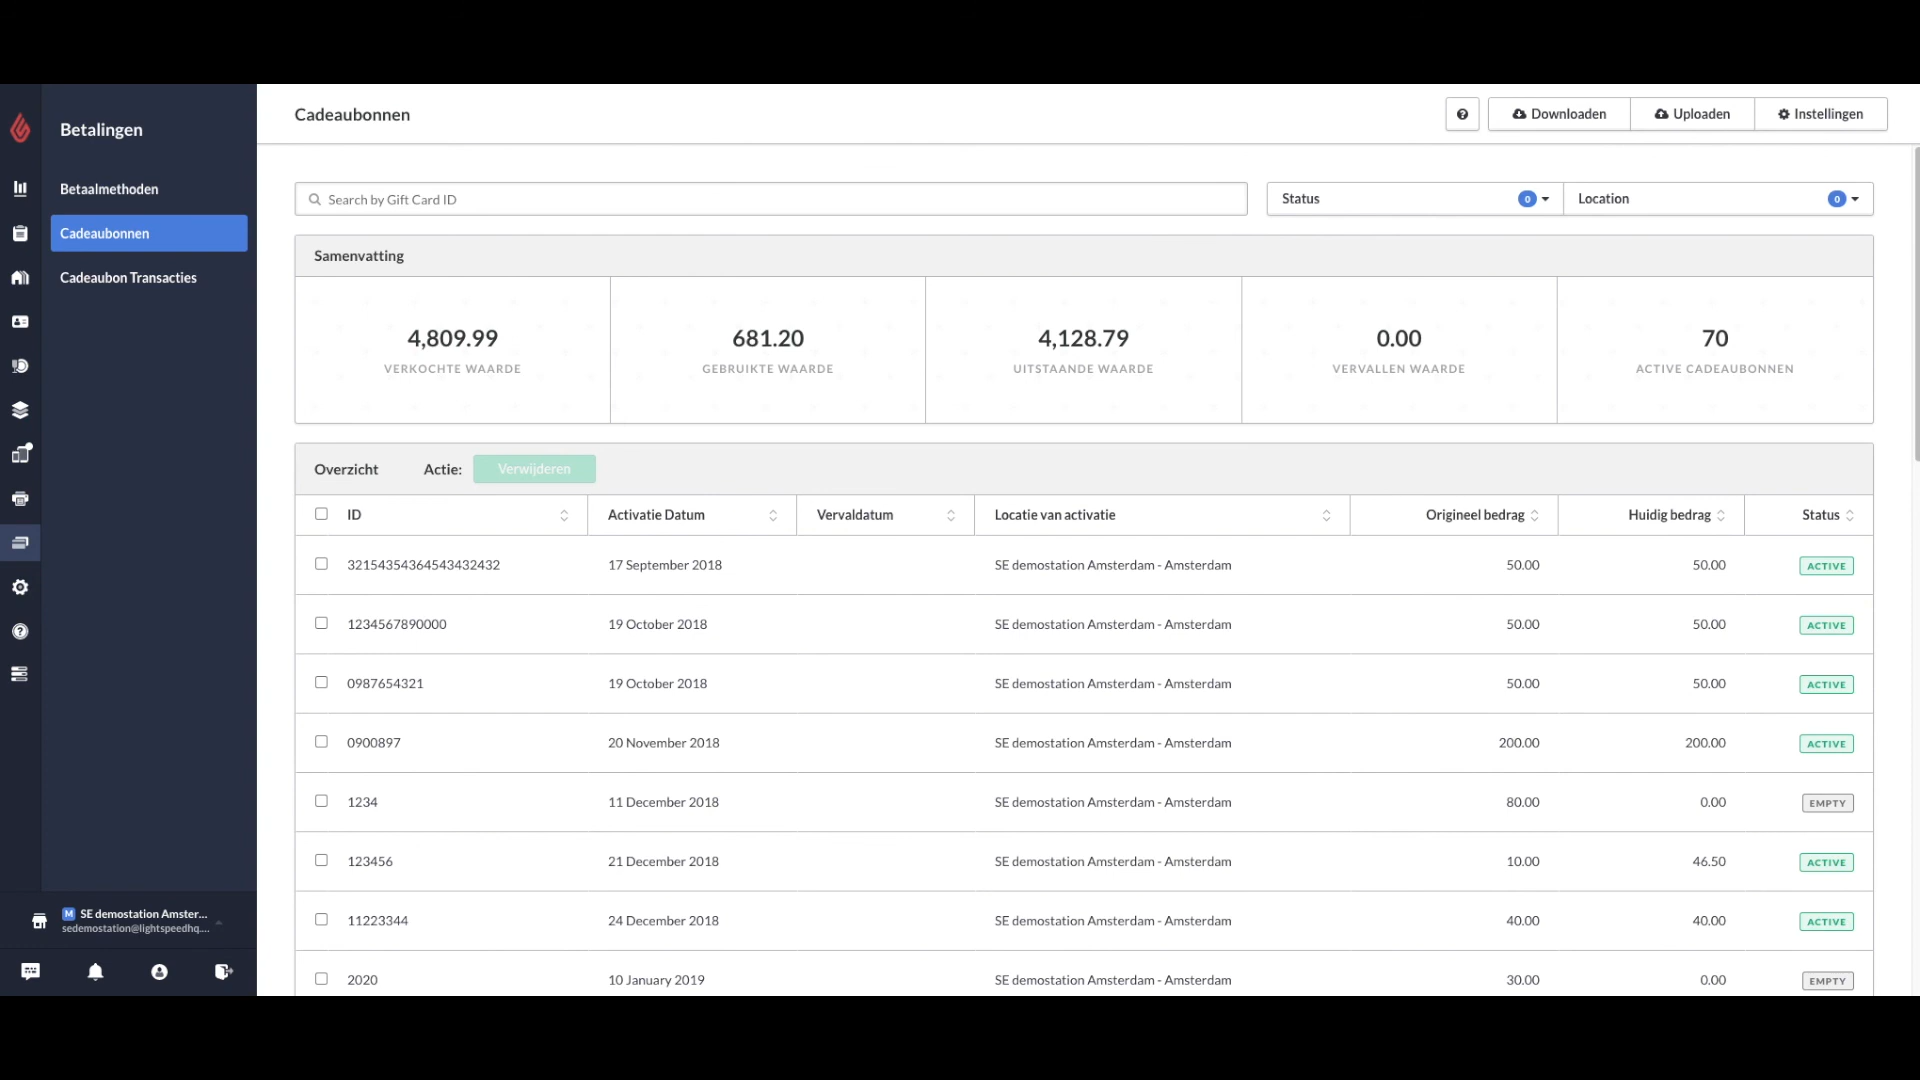 Betalingen
Betaalmethoden
Cadeaubonnen
Cadeaubon Transacties
M SE demostation Amster...
sedemostation@lightspeedhq....
Cadeaubonnen
Downloaden Uploaden Instellingen
Search by Gift Card ID
Status 0 Location 0
Samenvatting
4,809.99 681.20 4,128.79 0.00 70
VERKOCHTE WAARDE GEBRUIKTE WAARDE UITSTAANDE WAARDE VERVALLEN WAARDE ACTIVE CADEAUBONNEN
Overzicht Actie: Verwijderen
ID Activatie Datum Vervaldatum Locatie van activatie Origineel bedrag Huidig bedrag Status
32154354364543432432 17 September 2018 SE demostation Amsterdam - Amsterdam 50.00 50.00 ACTIVE
1234567890000 19 October 2018 SE demostation Amsterdam - Amsterdam 50.00 50.00 ACTIVE
0987654321 19 October 2018 SE demostation Amsterdam - Amsterdam 50.00 50.00 ACTIVE
0900897 20 November 2018 SE demostation Amsterdam - Amsterdam 200.00 200.00 ACTIVE
1234 11 December 2018 SE demostation Amsterdam - Amsterdam 80.00 0.00 EMPTY
123456 21 December 2018 SE demostation Amsterdam - Amsterdam 10.00 46.50 ACTIVE
11223344 24 December 2018 SE demostation Amsterdam - Amsterdam 40.00 40.00 ACTIVE
2020 10 January 2019 SE demostation Amsterdam - Amsterdam 30.00 0.00 EMPTY